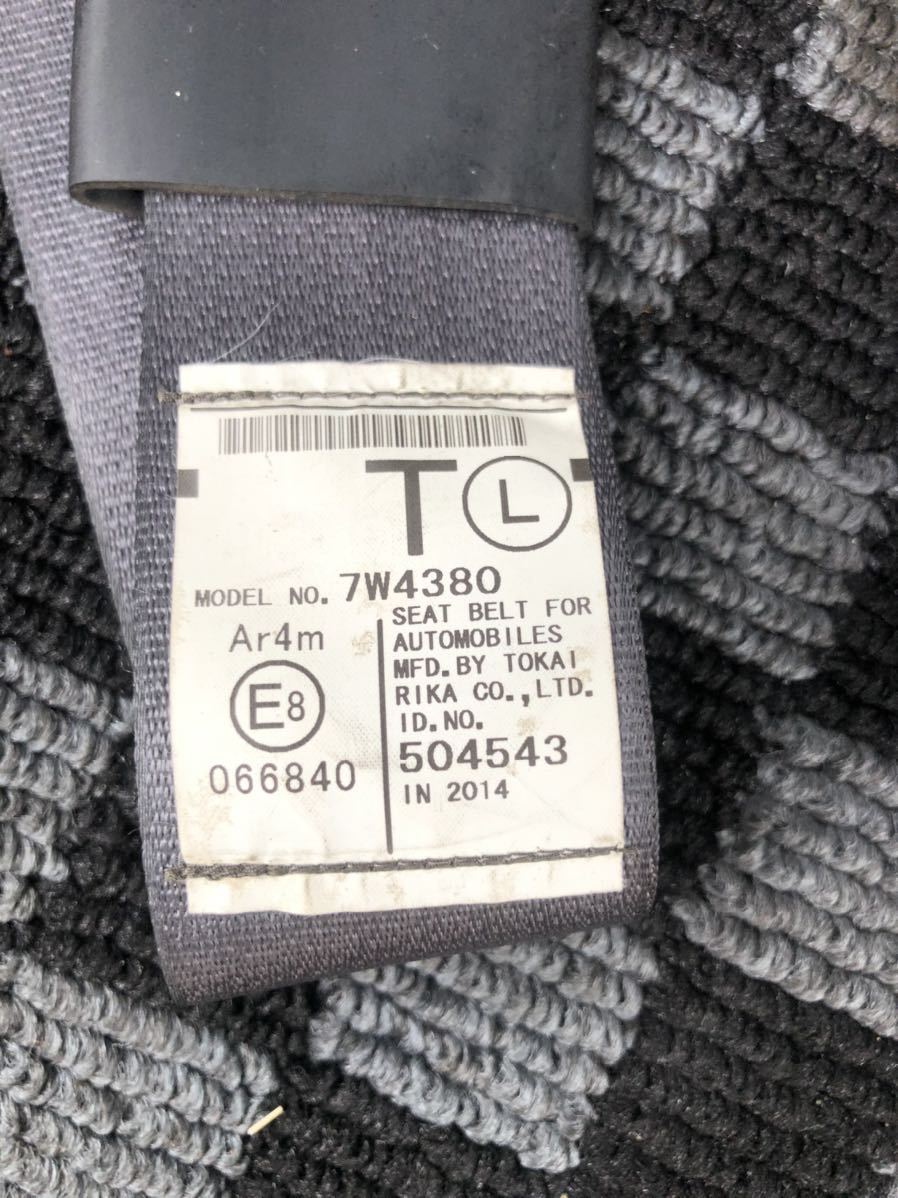 T L
MODEL NO. 7W4380
Ar4m
E8
066840
SEAT BELT FOR
AUTOMOBILES
MFD.BY TOKAI
RIKA CO.,LTD.
ID.NO.
504543
IN 2014